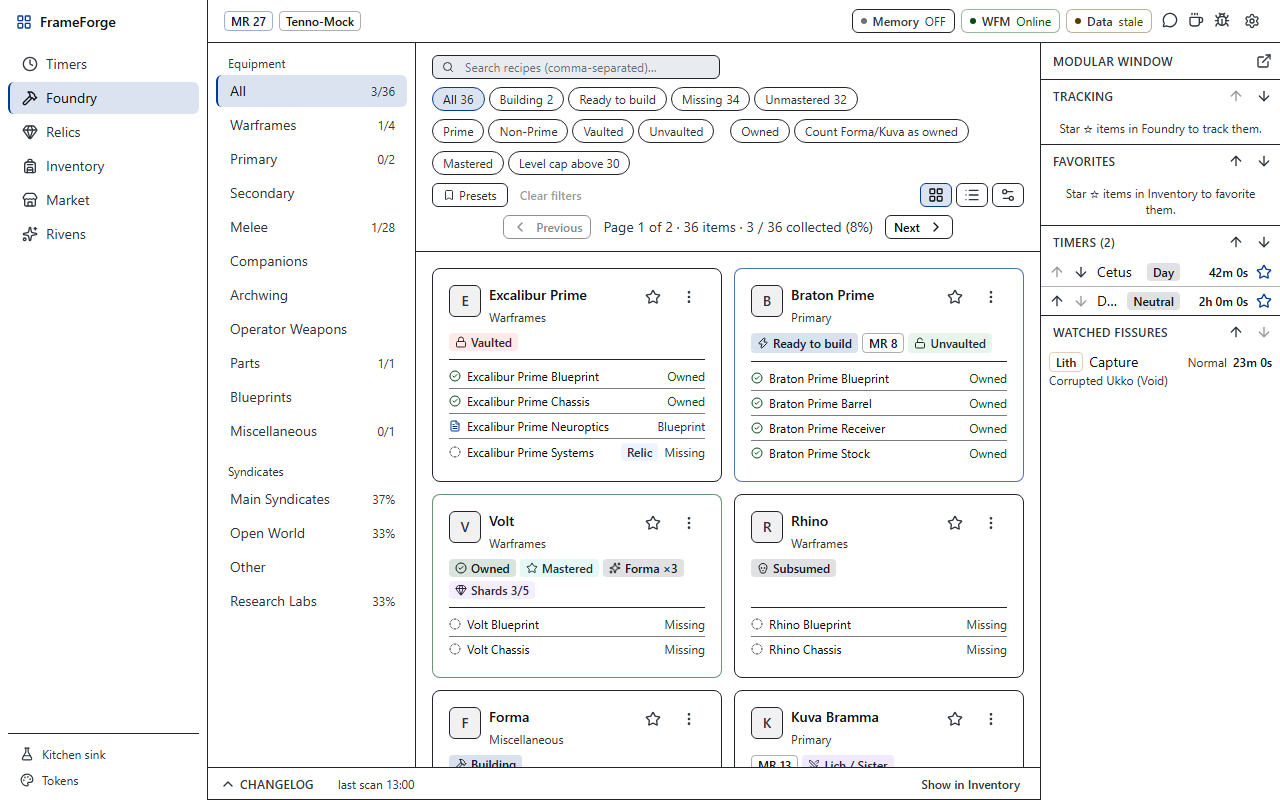 FrameForge
Timers
Foundry
Relics
Inventory
Market
Rivens
Kitchen sink
Tokens
MR 27
Tenno-Mock
Memory OFF
WFM Online
Data stale
Equipment
All 3/36
Warframes 1/4
Primary 0/2
Secondary
Melee 1/28
Companions
Archwing
Operator Weapons
Parts 1/1
Blueprints
Miscellaneous 0/1
Syndicates
Main Syndicates 37%
Open World 33%
Other
Research Labs 33%
Search recipes (comma-separated)...
All 36 Building 2 Ready to build Missing 34 Unmastered 32
Prime Non-Prime Vaulted Unvaulted Owned Count Forma/Kuva as owned
Mastered Level cap above 30
Presets Clear filters
Previous Page 1 of 2 · 36 items · 3 / 36 collected (8%) Next
E Excalibur Prime
Warframes
Vaulted
Excalibur Prime Blueprint Owned
Excalibur Prime Chassis Owned
Excalibur Prime Neuroptics Blueprint
Excalibur Prime Systems Relic Missing
B Braton Prime
Primary
Ready to build MR 8 Unvaulted
Braton Prime Blueprint Owned
Braton Prime Barrel Owned
Braton Prime Receiver Owned
Braton Prime Stock Owned
V Volt
Warframes
Owned Mastered Forma ×3
Shards 3/5
Volt Blueprint Missing
Volt Chassis Missing
R Rhino
Warframes
Subsumed
Rhino Blueprint Missing
Rhino Chassis Missing
F Forma
Miscellaneous
Building
K Kuva Bramma
Primary
MR 13 Lich / Sister
CHANGELOG last scan 13:00 Show in Inventory
MODULAR WINDOW
TRACKING
Star ☆ items in Foundry to track them.
FAVORITES
Star ☆ items in Inventory to favorite
them.
TIMERS (2)
Cetus Day 42m 0s
D... Neutral 2h 0m 0s
WATCHED FISSURES
Lith Capture Normal 23m 0s
Corrupted Ukko (Void)